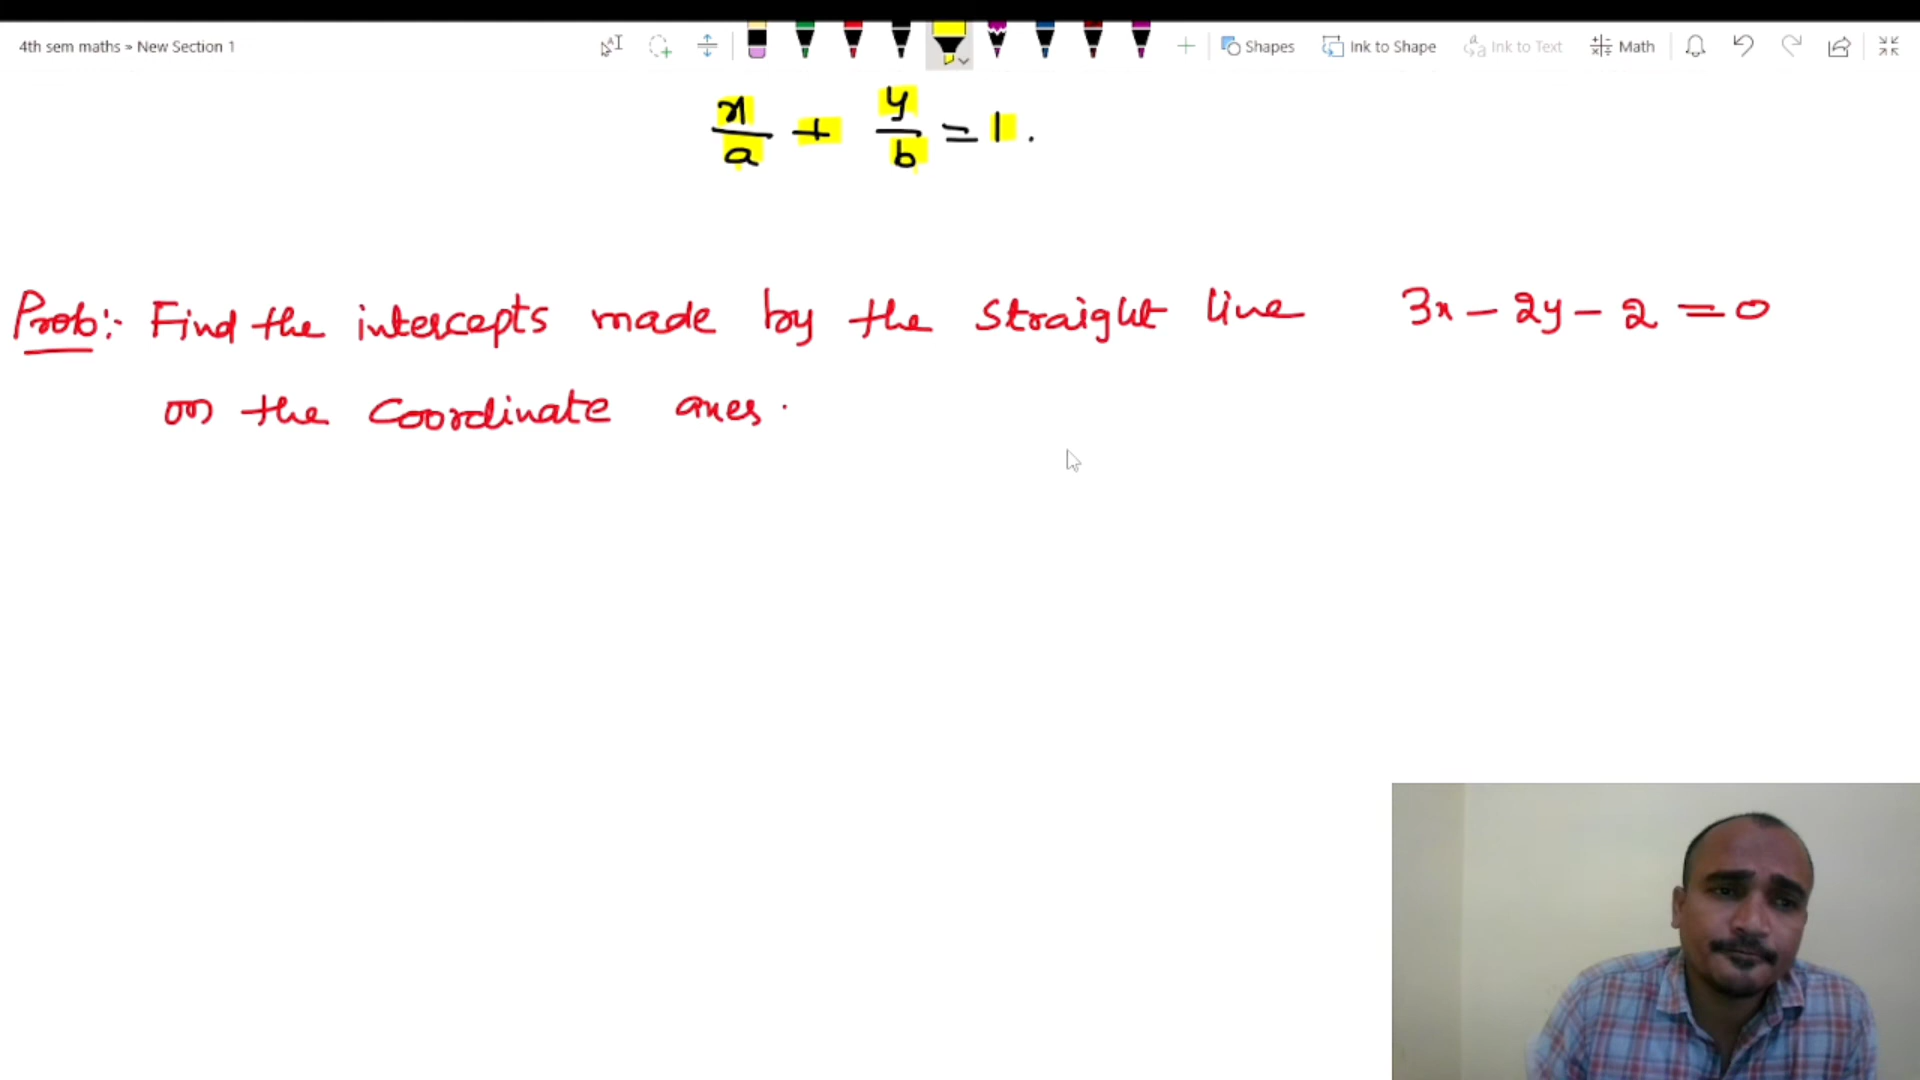 4th sem maths » New Section 1
Shapes Ink to Shape Ink to Text Math
x/a + y/b = 1.
Prob:- Find the intercepts made by the straight line 3x - 2y - 2 = 0
on the coordinate axes.